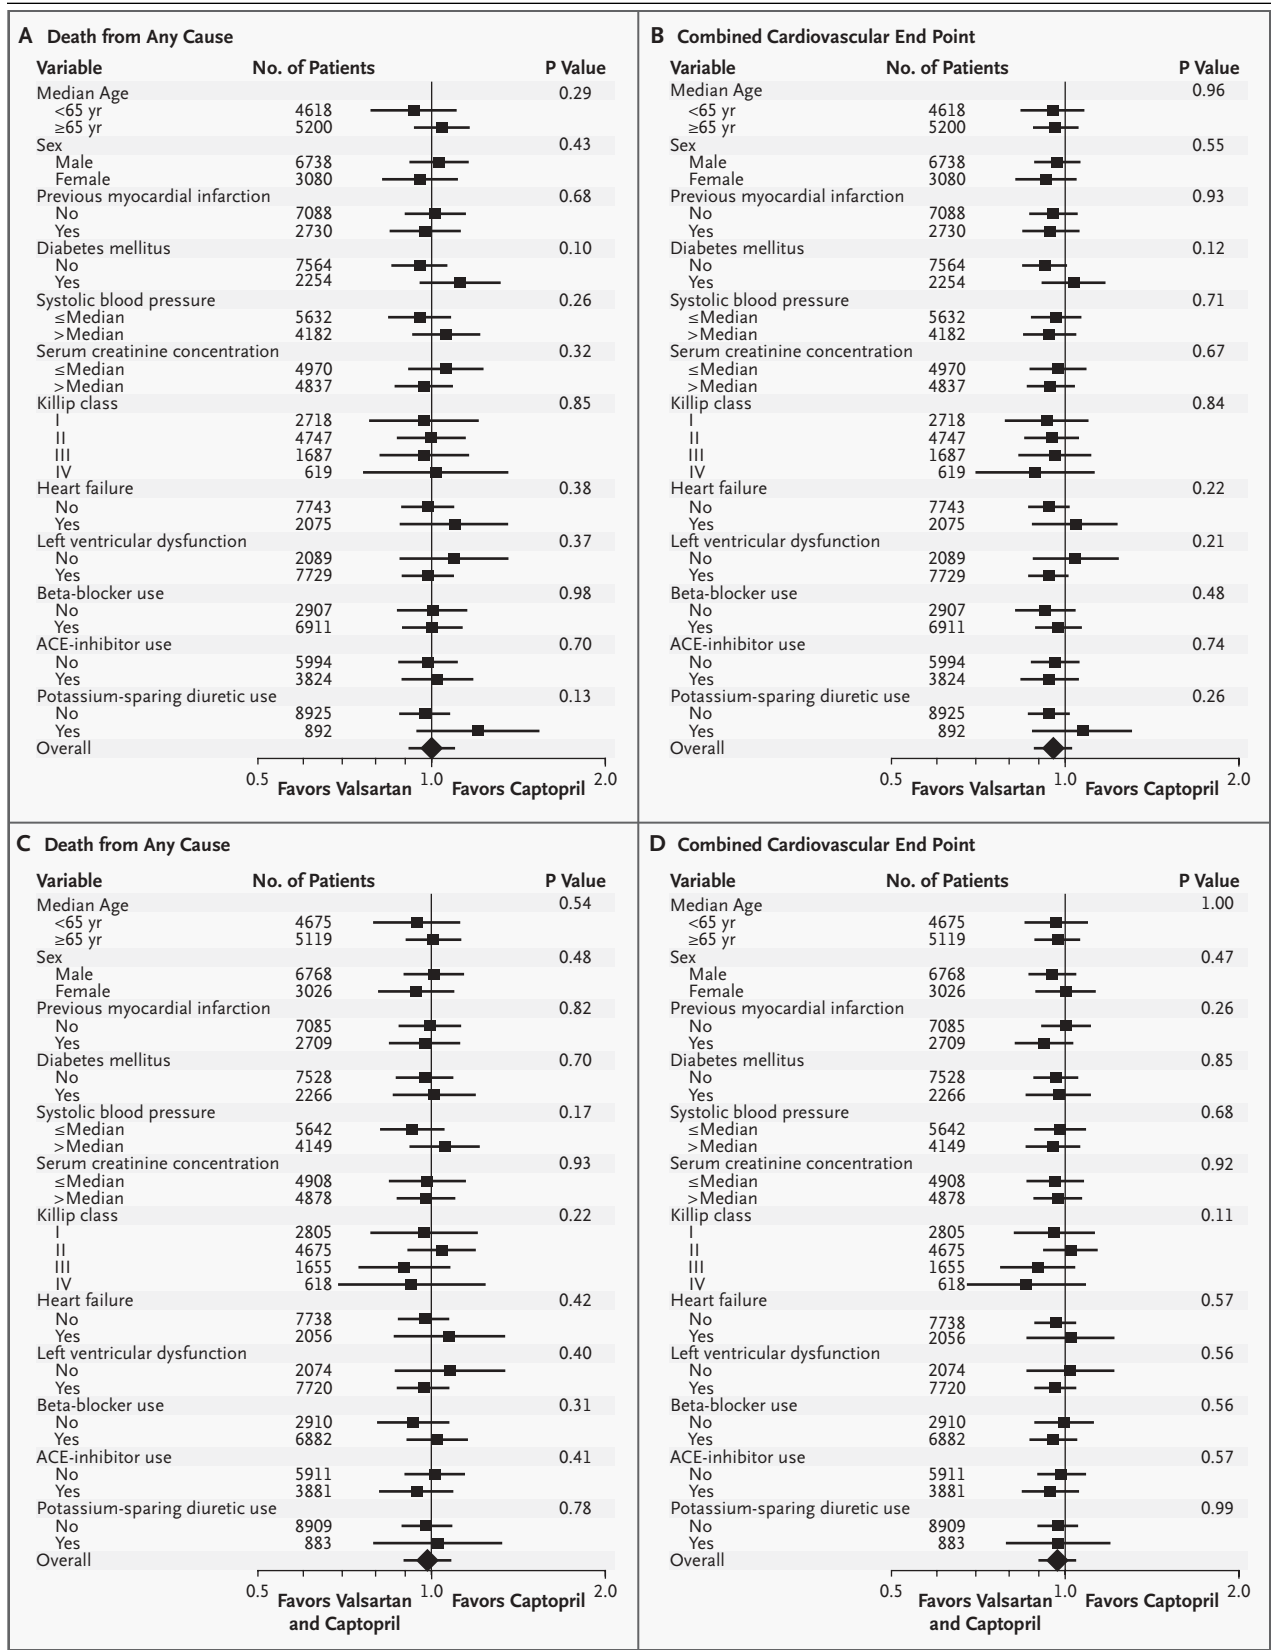 A Death from Any Cause
Variable No. of Patients P Value
Median Age 0.29
<65 yr 4618
≥65 yr 5200
Sex 0.43
Male 6738
Female 3080
Previous myocardial infarction 0.68
No 7088
Yes 2730
Diabetes mellitus 0.10
No 7564
Yes 2254
Systolic blood pressure 0.26
≤Median 5632
>Median 4182
Serum creatinine concentration 0.32
≤Median 4970
>Median 4837
Killip class 0.85
I 2718
II 4747
III 1687
IV 619
Heart failure 0.38
No 7743
Yes 2075
Left ventricular dysfunction 0.37
No 2089
Yes 7729
Beta-blocker use 0.98
No 2907
Yes 6911
ACE-inhibitor use 0.70
No 5994
Yes 3824
Potassium-sparing diuretic use 0.13
No 8925
Yes 892
Overall
0.5 1.0 2.0
Favors Valsartan Favors Captopril
B Combined Cardiovascular End Point
Variable No. of Patients P Value
Median Age 0.96
<65 yr 4618
≥65 yr 5200
Sex 0.55
Male 6738
Female 3080
Previous myocardial infarction 0.93
No 7088
Yes 2730
Diabetes mellitus 0.12
No 7564
Yes 2254
Systolic blood pressure 0.71
≤Median 5632
>Median 4182
Serum creatinine concentration 0.67
≤Median 4970
>Median 4837
Killip class 0.84
I 2718
II 4747
III 1687
IV 619
Heart failure 0.22
No 7743
Yes 2075
Left ventricular dysfunction 0.21
No 2089
Yes 7729
Beta-blocker use 0.48
No 2907
Yes 6911
ACE-inhibitor use 0.74
No 5994
Yes 3824
Potassium-sparing diuretic use 0.26
No 8925
Yes 892
Overall
0.5 1.0 2.0
Favors Valsartan Favors Captopril
C Death from Any Cause
Variable No. of Patients P Value
Median Age 0.54
<65 yr 4675
≥65 yr 5119
Sex 0.48
Male 6768
Female 3026
Previous myocardial infarction 0.82
No 7085
Yes 2709
Diabetes mellitus 0.70
No 7528
Yes 2266
Systolic blood pressure 0.17
≤Median 5642
>Median 4149
Serum creatinine concentration 0.93
≤Median 4908
>Median 4878
Killip class 0.22
I 2805
II 4675
III 1655
IV 618
Heart failure 0.42
No 7738
Yes 2056
Left ventricular dysfunction 0.40
No 2074
Yes 7720
Beta-blocker use 0.31
No 2910
Yes 6882
ACE-inhibitor use 0.41
No 5911
Yes 3881
Potassium-sparing diuretic use 0.78
No 8909
Yes 883
Overall
0.5 1.0 2.0
Favors Valsartan Favors Captopril
and Captopril
D Combined Cardiovascular End Point
Variable No. of Patients P Value
Median Age 1.00
<65 yr 4675
≥65 yr 5119
Sex 0.47
Male 6768
Female 3026
Previous myocardial infarction 0.26
No 7085
Yes 2709
Diabetes mellitus 0.85
No 7528
Yes 2266
Systolic blood pressure 0.68
≤Median 5642
>Median 4149
Serum creatinine concentration 0.92
≤Median 4908
>Median 4878
Killip class 0.11
I 2805
II 4675
III 1655
IV 618
Heart failure 0.57
No 7738
Yes 2056
Left ventricular dysfunction 0.56
No 2074
Yes 7720
Beta-blocker use 0.56
No 2910
Yes 6882
ACE-inhibitor use 0.57
No 5911
Yes 3881
Potassium-sparing diuretic use 0.99
No 8909
Yes 883
Overall
0.5 1.0 2.0
Favors Valsartan Favors Captopril
and Captopril